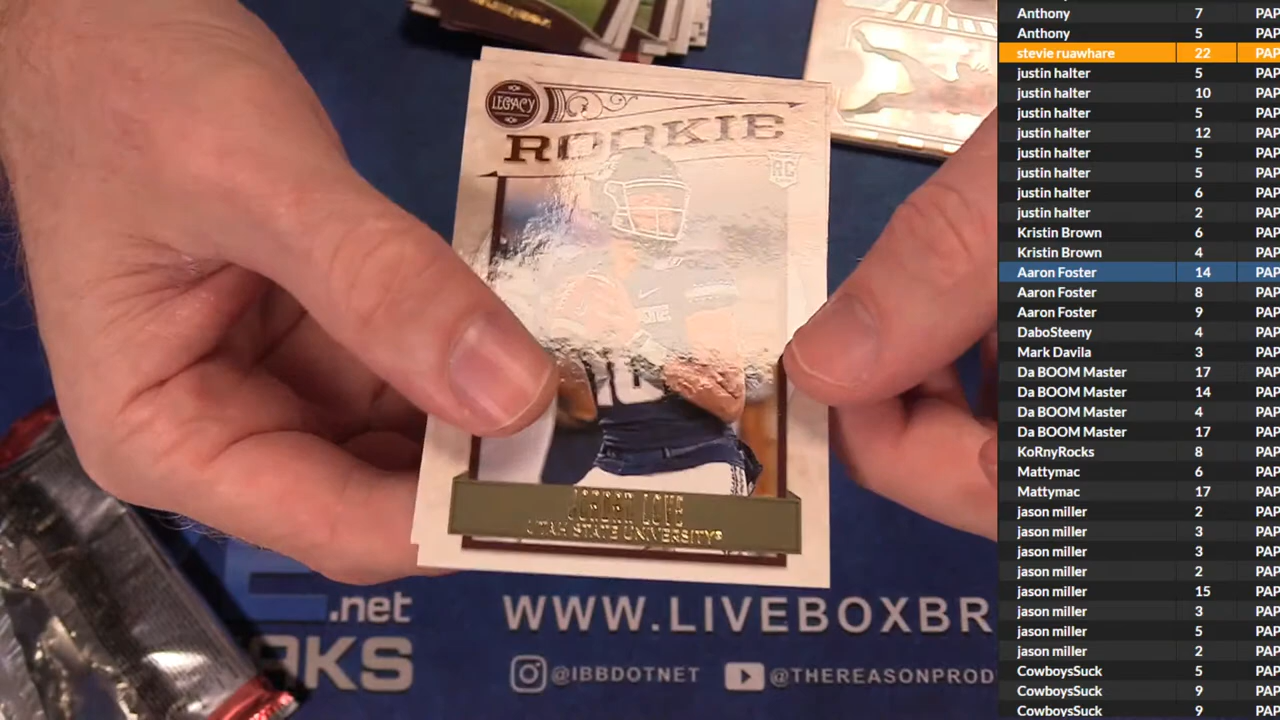 LEGACY
ROOKIE
RC
JORDAN LOVE
UTAH STATE UNIVERSITY®
.net
WWW.LIVEBOXBR
@IBBDOTNET
@THEREASONPROD
Anthony 7 PAP
Anthony 5 PAP
stevie ruawhare 22 PAP
justin halter 5 PAP
justin halter 10 PAP
justin halter 5 PAP
justin halter 12 PAP
justin halter 5 PAP
justin halter 5 PAP
justin halter 6 PAP
justin halter 2 PAP
Kristin Brown 6 PAP
Kristin Brown 4 PAP
Aaron Foster 14 PAP
Aaron Foster 8 PAP
Aaron Foster 9 PAP
DaboSteeny 4 PAP
Mark Davila 3 PAP
Da BOOM Master 17 PAP
Da BOOM Master 14 PAP
Da BOOM Master 4 PAP
Da BOOM Master 17 PAP
KoRnyRocks 8 PAP
Mattymac 6 PAP
Mattymac 17 PAP
jason miller 2 PAP
jason miller 3 PAP
jason miller 3 PAP
jason miller 2 PAP
jason miller 15 PAP
jason miller 3 PAP
jason miller 5 PAP
jason miller 2 PAP
CowboysSuck 5 PAP
CowboysSuck 9 PAP
CowboysSuck 9 PAP